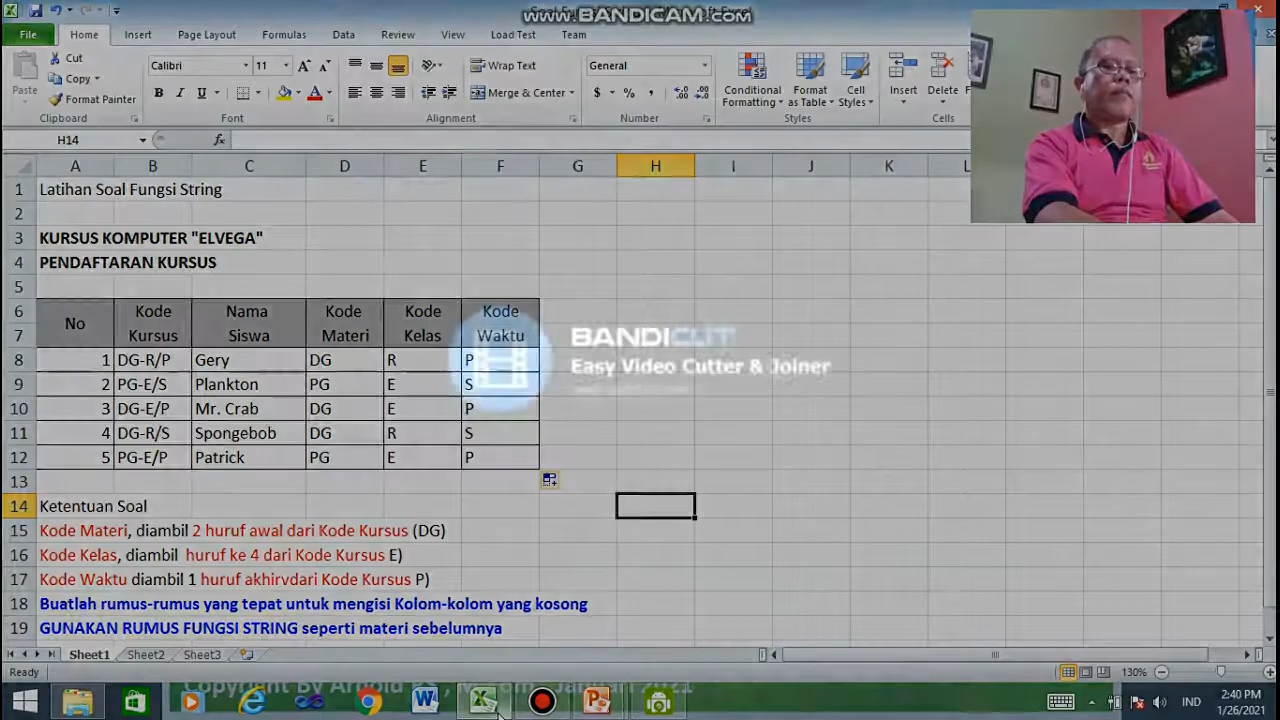 www.BANDICAM.com
File Home Insert Page Layout Formulas Data Review View Load Test Team
Cut
Copy
Format Painter
Paste
Clipboard
Calibri 11
B I U
Font
Wrap Text
Merge & Center
Alignment
General
$ % ,
Number
Conditional Formatting
Format as Table
Cell Styles
Styles
Insert
Delete
Cells
H14
fx
A B C D E F G H I J K L
1 Latihan Soal Fungsi String
2
3 KURSUS KOMPUTER "ELVEGA"
4 PENDAFTARAN KURSUS
5
6 No Kode Nama Kode Kode Kode
7 Kursus Siswa Materi Kelas Waktu
8 1 DG-R/P Gery DG R P
9 2 PG-E/S Plankton PG E S
10 3 DG-E/P Mr. Crab DG E P
11 4 DG-R/S Spongebob DG R S
12 5 PG-E/P Patrick PG E P
BANDICUT
Easy Video Cutter & Joiner
13
14 Ketentuan Soal
15 Kode Materi, diambil 2 huruf awal dari Kode Kursus (DG)
16 Kode Kelas, diambil huruf ke 4 dari Kode Kursus E)
17 Kode Waktu diambil 1 huruf akhirvdari Kode Kursus P)
18 Buatlah rumus-rumus yang tepat untuk mengisi Kolom-kolom yang kosong
19 GUNAKAN RUMUS FUNGSI STRING seperti materi sebelumnya
Sheet1 Sheet2 Sheet3
Ready
130%
Copyright By Arnold
Januari 2021
IND
2:40 PM
1/26/2021